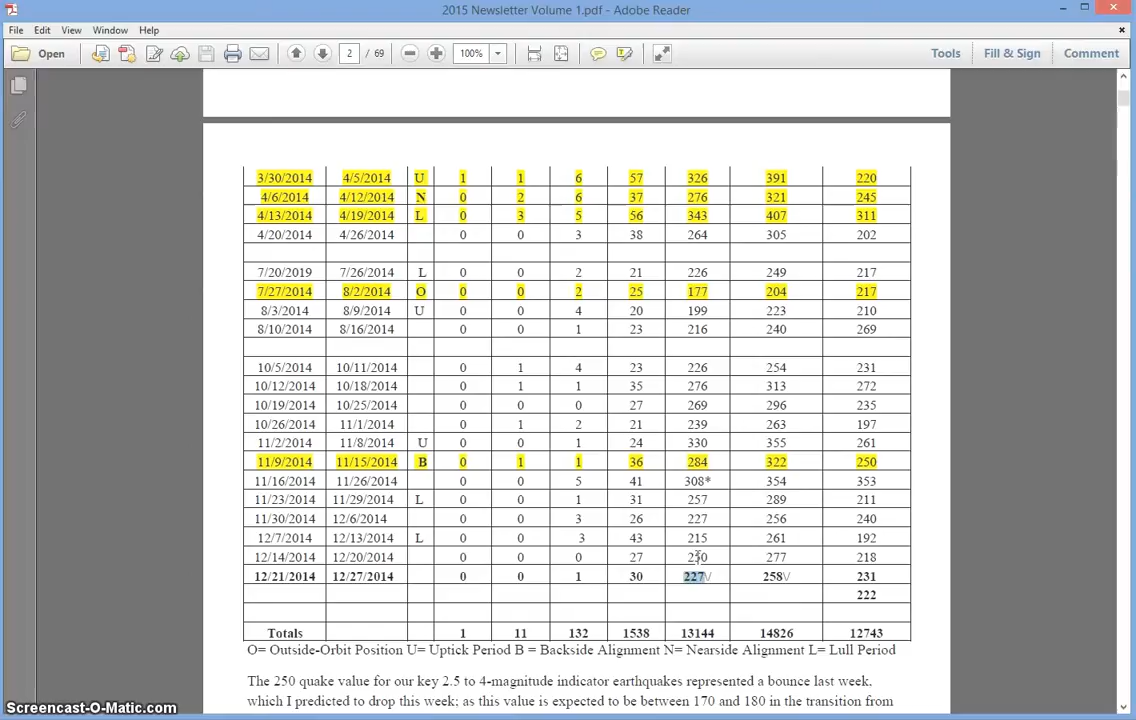 2015 Newsletter Volume 1.pdf - Adobe Reader
File Edit View Window Help
Open 2 / 69 100% Tools Fill & Sign Comment
3/30/2014 4/5/2014 U 1 1 6 57 326 391 220
4/6/2014 4/12/2014 N 0 2 6 37 276 321 245
4/13/2014 4/19/2014 L 0 3 5 56 343 407 311
4/20/2014 4/26/2014 0 0 3 38 264 305 202
7/20/2019 7/26/2014 L 0 0 2 21 226 249 217
7/27/2014 8/2/2014 O 0 0 2 25 177 204 217
8/3/2014 8/9/2014 U 0 0 4 20 199 223 210
8/10/2014 8/16/2014 0 0 1 23 216 240 269
10/5/2014 10/11/2014 0 1 4 23 226 254 231
10/12/2014 10/18/2014 0 1 1 35 276 313 272
10/19/2014 10/25/2014 0 0 0 27 269 296 235
10/26/2014 11/1/2014 0 1 2 21 239 263 197
11/2/2014 11/8/2014 U 0 0 1 24 330 355 261
11/9/2014 11/15/2014 B 0 1 1 36 284 322 250
11/16/2014 11/26/2014 0 0 5 41 308* 354 353
11/23/2014 11/29/2014 L 0 0 1 31 257 289 211
11/30/2014 12/6/2014 0 0 3 26 227 256 240
12/7/2014 12/13/2014 L 0 0 3 43 215 261 192
12/14/2014 12/20/2014 0 0 0 27 250 277 218
12/21/2014 12/27/2014 0 0 1 30 227\/ 258\/ 231
222
Totals 1 11 132 1538 13144 14826 12743
O= Outside-Orbit Position U= Uptick Period B = Backside Alignment N= Nearside Alignment L= Lull Period
The 250 quake value for our key 2.5 to 4-magnitude indicator earthquakes represented a bounce last week,
which I predicted to drop this week; as this value is expected to be between 170 and 180 in the transition from
Screencast-O-Matic.com